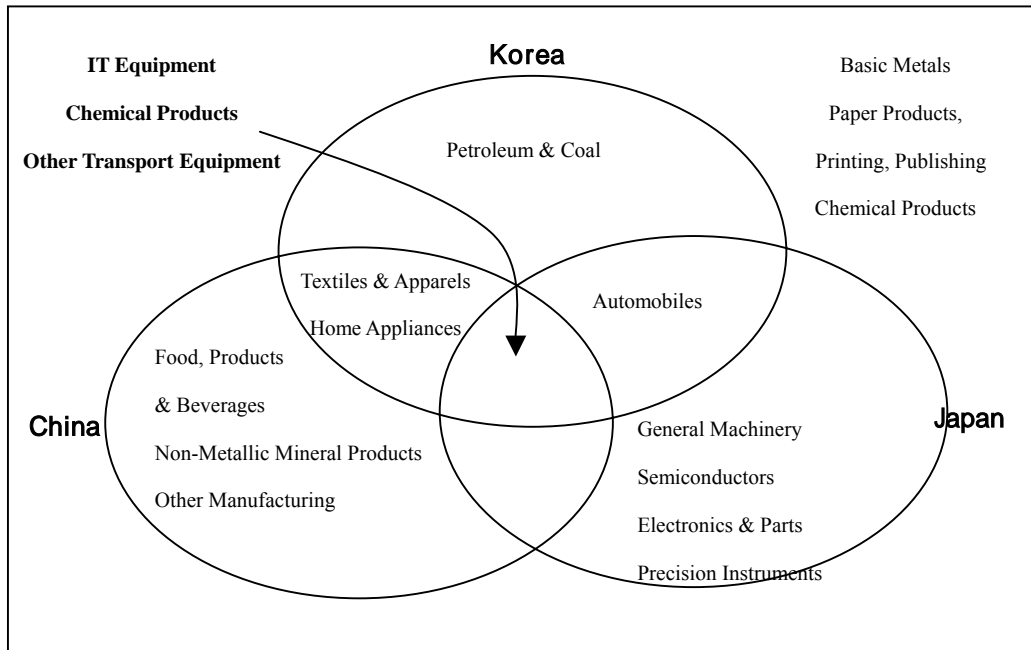 IT Equipment
Chemical Products
Other Transport Equipment
Korea
Basic Metals
Paper Products,
Printing, Publishing
Chemical Products
Petroleum & Coal
Textiles & Apparels
Home Appliances
Automobiles
China
Food, Products
& Beverages
Non-Metallic Mineral Products
Other Manufacturing
Japan
General Machinery
Semiconductors
Electronics & Parts
Precision Instruments